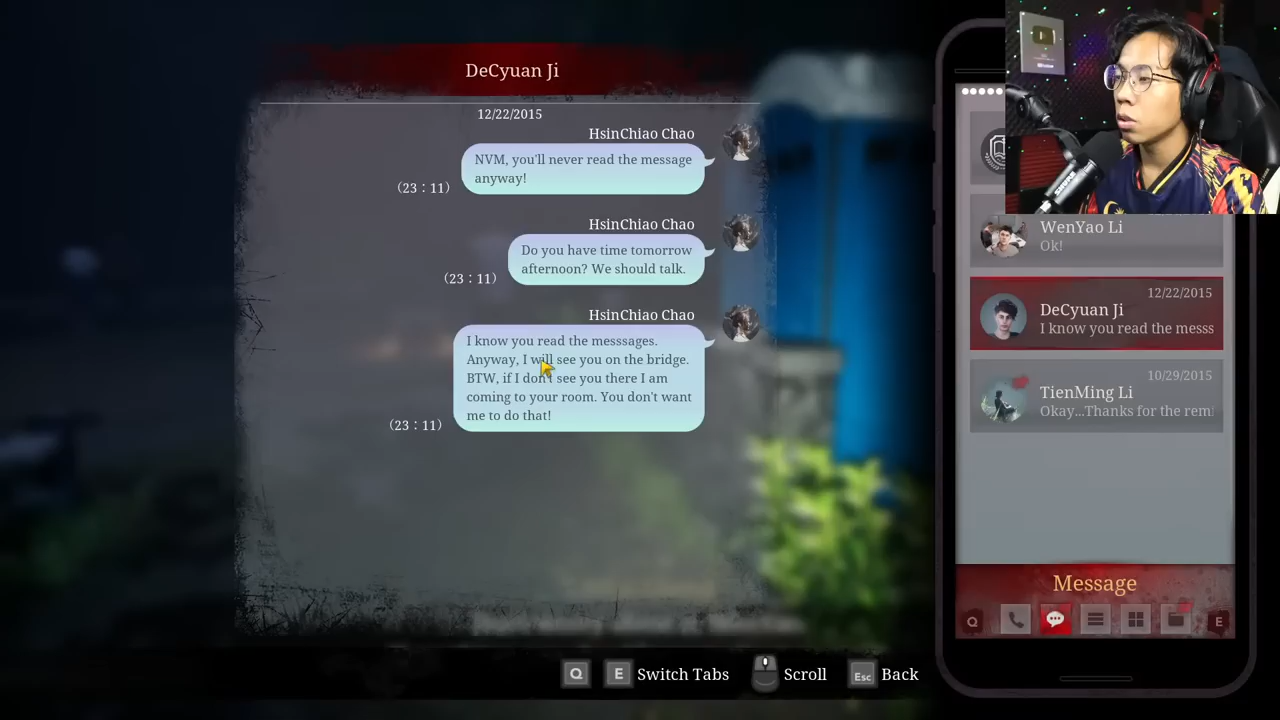 DeCyuan Ji
12/22/2015
HsinChiao Chao
NVM, you'll never read the message
anyway!
(23 : 11)
HsinChiao Chao
Do you have time tomorrow
afternoon? We should talk.
(23 : 11)
HsinChiao Chao
I know you read the messsages.
Anyway, I will see you on the bridge.
BTW, if I don't see you there I am
coming to your room. You don't want
me to do that!
(23 : 11)
WenYao Li
Ok!
12/22/2015
DeCyuan Ji
I know you read the messs
10/29/2015
TienMing Li
Okay...Thanks for the rem
Message
Q
E
Q
E
Switch Tabs
Scroll
Esc
Back